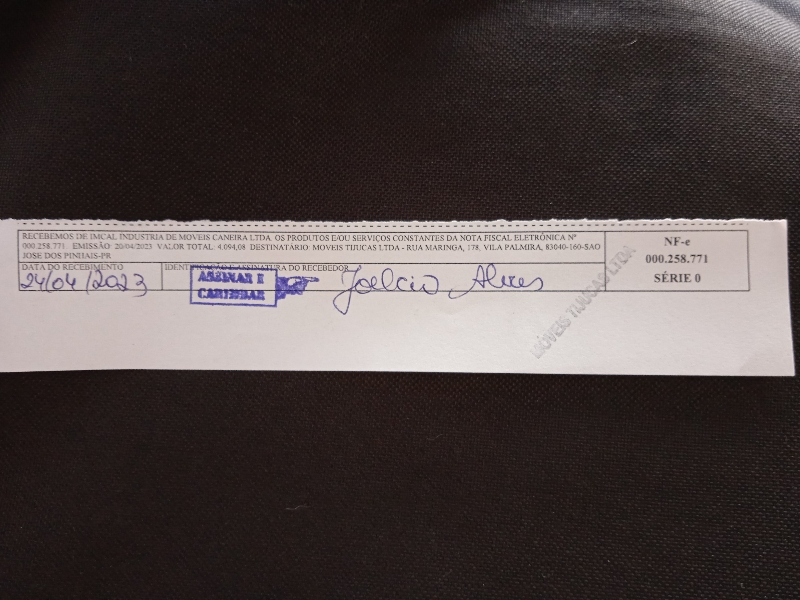 RECEBEMOS DE IMCAL INDUSTRIA DE MOVEIS CANEIRA LTDA OS PRODUTOS E/OU SERVIÇOS CONSTANTES DA NOTA FISCAL ELETRÔNICA Nº
000.258.771 EMISSÃO 20/04/2023 VALOR TOTAL: 4.094,08 DESTINATÁRIO: MOVEIS TIJUCAS LTDA - RUA MARINGA, 178, VILA PALMIRA, 83040-160-SAO
JOSE DOS PINHAIS-PR
NF-e
000.258.771
SÉRIE 0
DATA DO RECEBIMENTO
IDENTIFICAÇÃO E ASSINATURA DO RECEBEDOR
24/04/2023
ASSINAR E
CARIMBAR
Joelcio Alves
MÓVEIS TIJUCAS LTDA